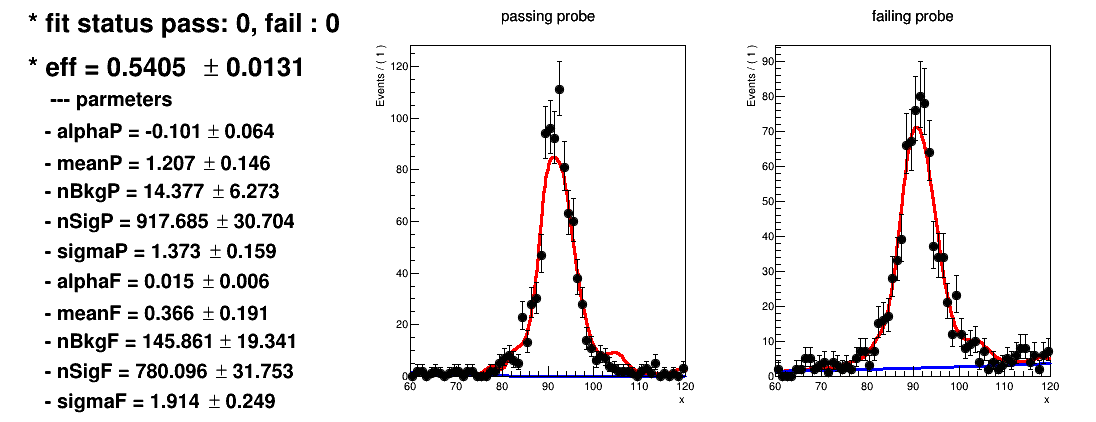 * fit status pass: 0, fail : 0
* eff = 0.5405 ± 0.0131
--- parmeters
- alphaP = -0.101 ± 0.064
- meanP = 1.207 ± 0.146
- nBkgP = 14.377 ± 6.273
- nSigP = 917.685 ± 30.704
- sigmaP = 1.373 ± 0.159
- alphaF = 0.015 ± 0.006
- meanF = 0.366 ± 0.191
- nBkgF = 145.861 ± 19.341
- nSigF = 780.096 ± 31.753
- sigmaF = 1.914 ± 0.249
passing probe
Events / ( 1 )
120
100
80
60
40
20
0
60 70 80 90 100 110 120
x
failing probe
Events / ( 1 )
90
80
70
60
50
40
30
20
10
0
60 70 80 90 100 110 120
x